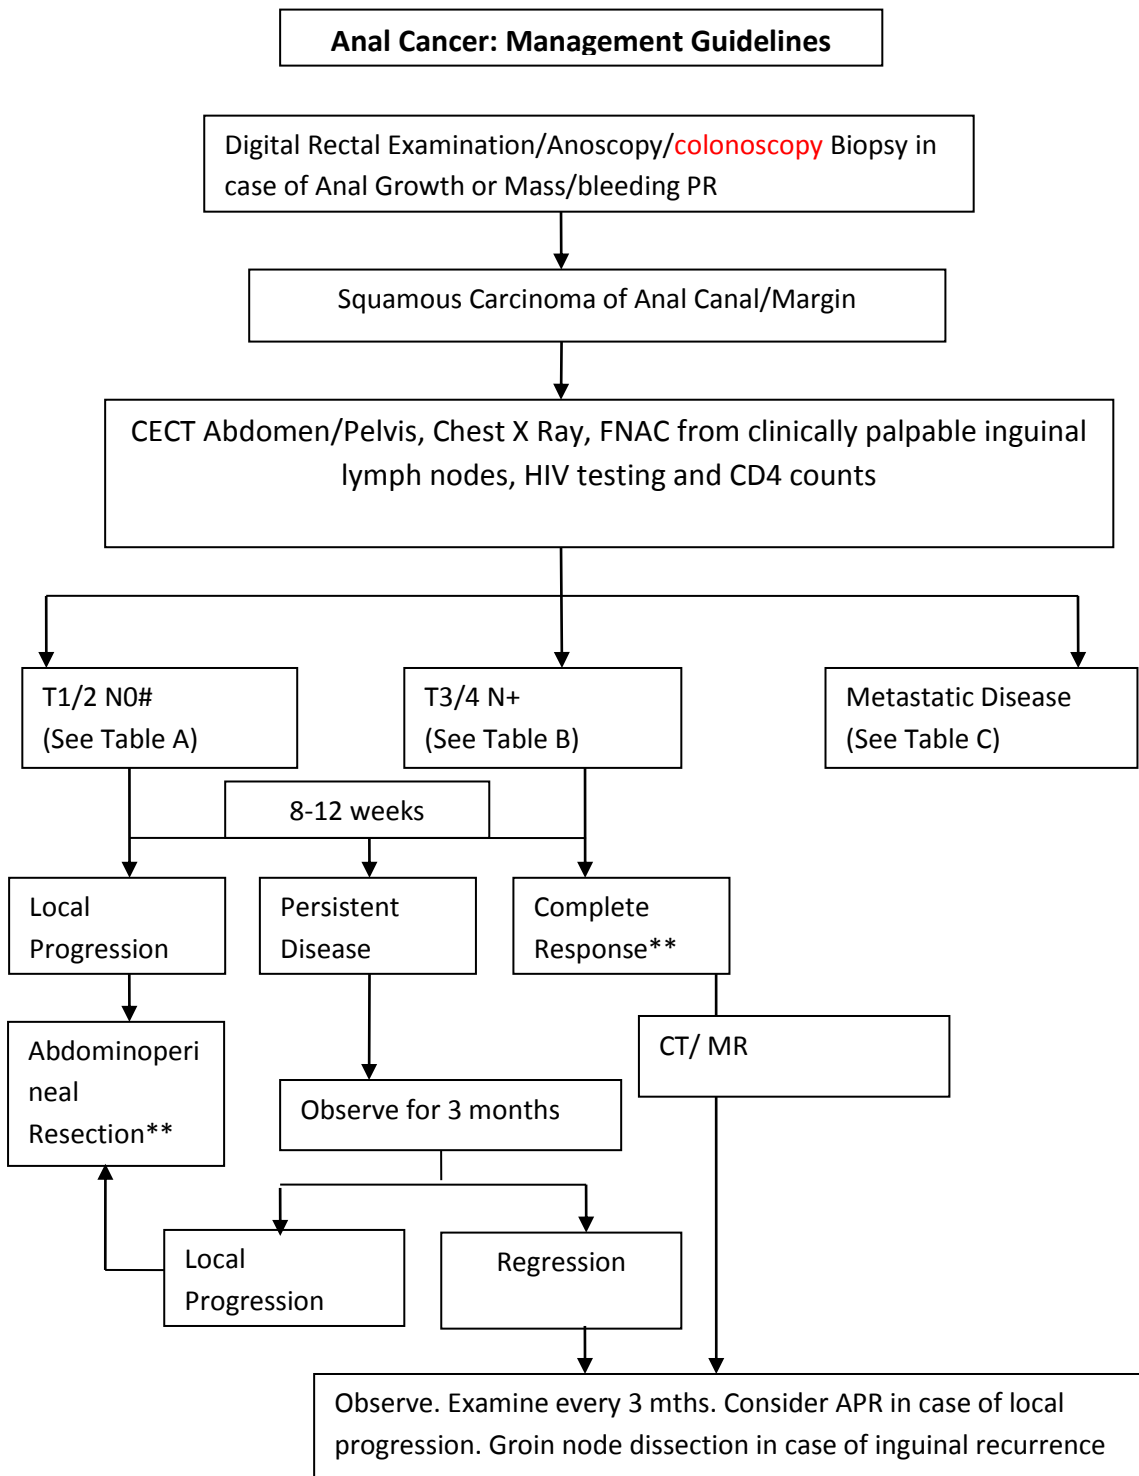 Anal Cancer: Management Guidelines
Digital Rectal Examination/Anoscopy/colonoscopy Biopsy in
case of Anal Growth or Mass/bleeding PR
Squamous Carcinoma of Anal Canal/Margin
CECT Abdomen/Pelvis, Chest X Ray, FNAC from clinically palpable inguinal
lymph nodes, HIV testing and CD4 counts
T1/2 N0#
(See Table A)
T3/4 N+
(See Table B)
Metastatic Disease
(See Table C)
8-12 weeks
Local
Progression
Persistent
Disease
Complete
Response**
Abdominoperi
neal
Resection**
CT/ MR
Observe for 3 months
Local
Progression
Regression
Observe. Examine every 3 mths. Consider APR in case of local
progression. Groin node dissection in case of inguinal recurrence